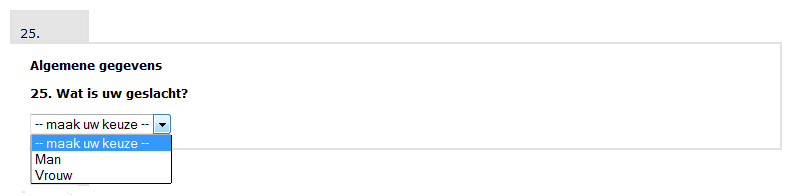 25.
Algemene gegevens
25. Wat is uw geslacht?
-- maak uw keuze --
-- maak uw keuze --
Man
Vrouw